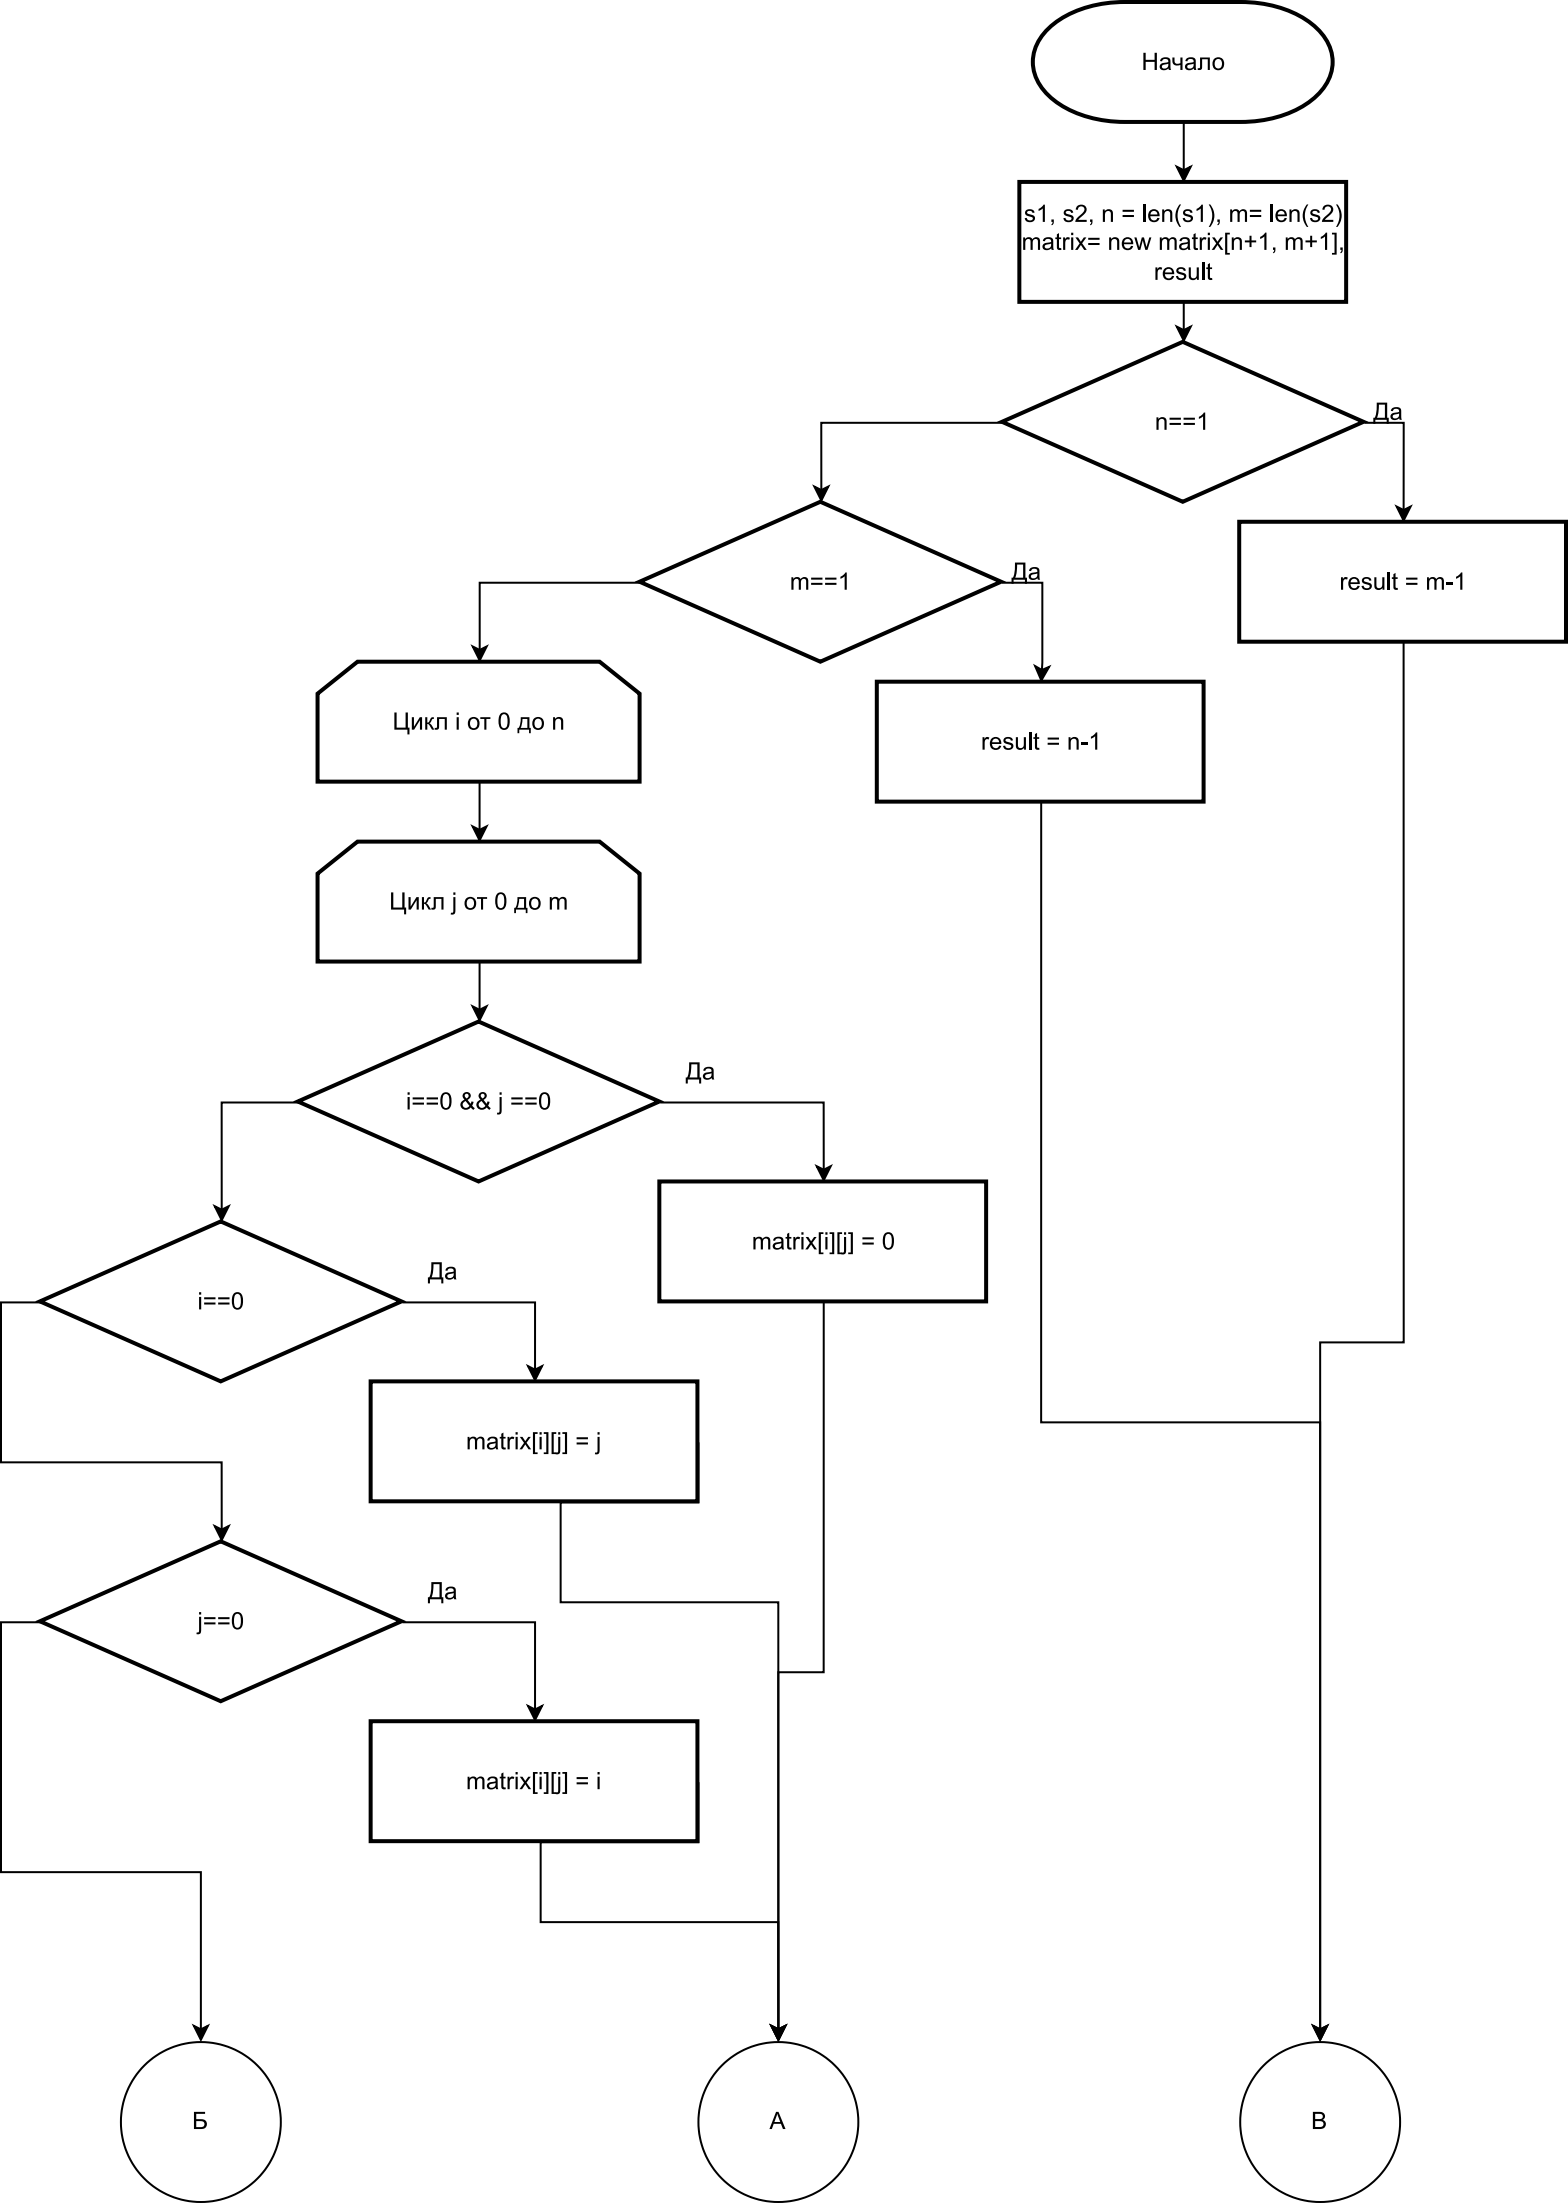 Начало
s1, s2, n = len(s1), m= len(s2)
matrix= new matrix[n+1, m+1],
result
n==1
Да
m==1
Да
result = m-1
Цикл i от 0 до n
result = n-1
Цикл j от 0 до m
i==0 && j ==0
Да
matrix[i][j] = 0
i==0
Да
matrix[i][j] = j
j==0
Да
matrix[i][j] = i
Б
А
В